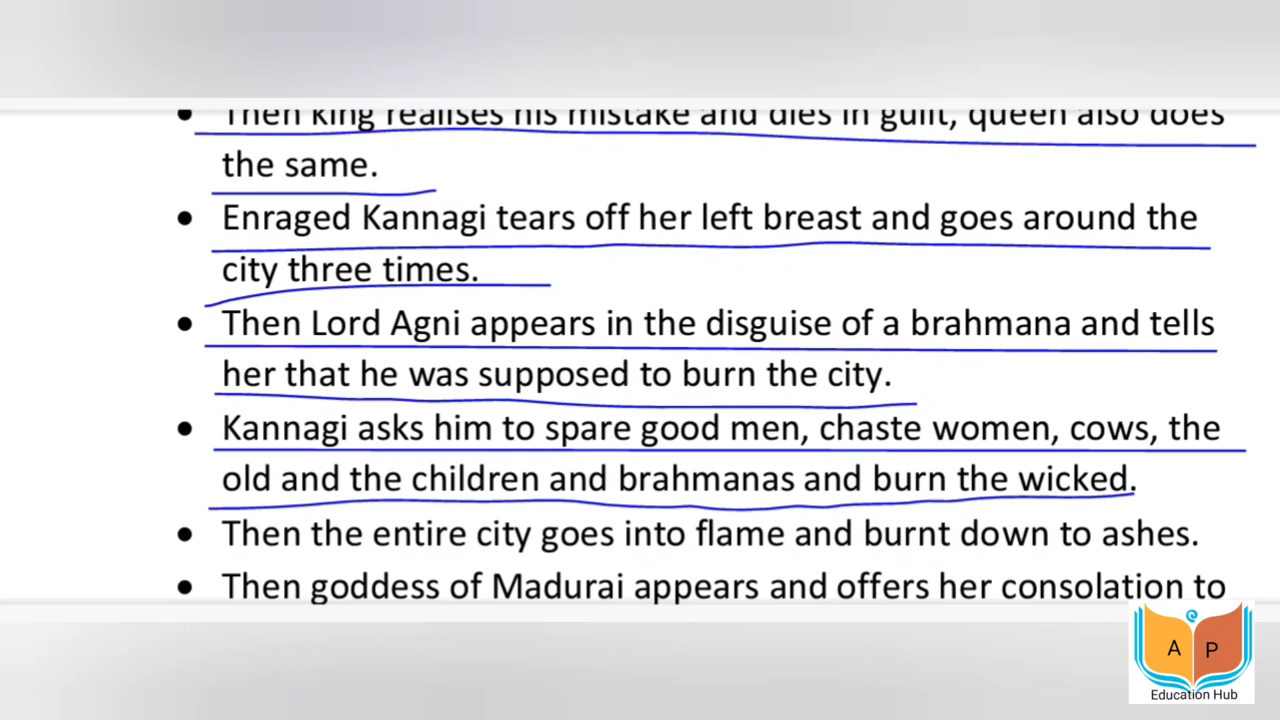 Then king realises his mistake and dies in guilt, queen also does
the same.
Enraged Kannagi tears off her left breast and goes around the
city three times.
Then Lord Agni appears in the disguise of a brahmana and tells
her that he was supposed to burn the city.
Kannagi asks him to spare good men, chaste women, cows, the
old and the children and brahmanas and burn the wicked.
Then the entire city goes into flame and burnt down to ashes.
Then goddess of Madurai appears and offers her consolation to
A P
Education Hub